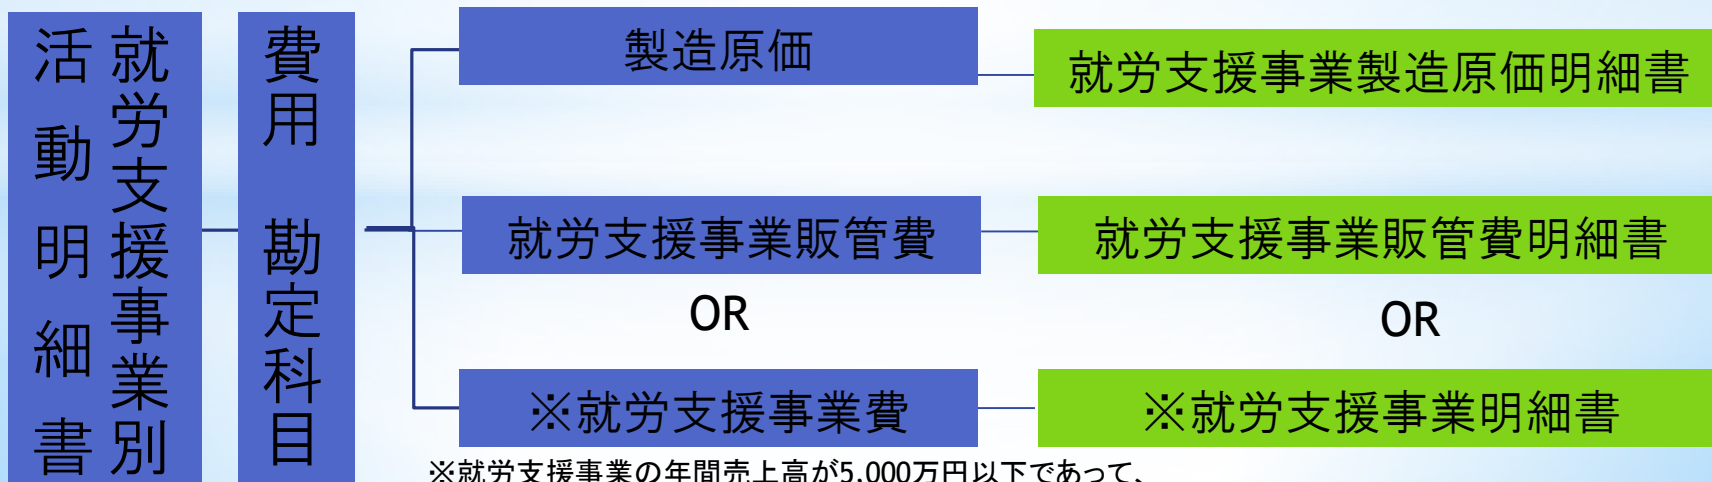 就労支援事業別
活動明細書
費用　勘定科目
製造原価
就労支援事業製造原価明細書
就労支援事業販管費
就労支援事業販管費明細書
OR
OR
※就労支援事業費
※就労支援事業明細書
※就労支援事業の年間売上高が5,000万円以下であって、